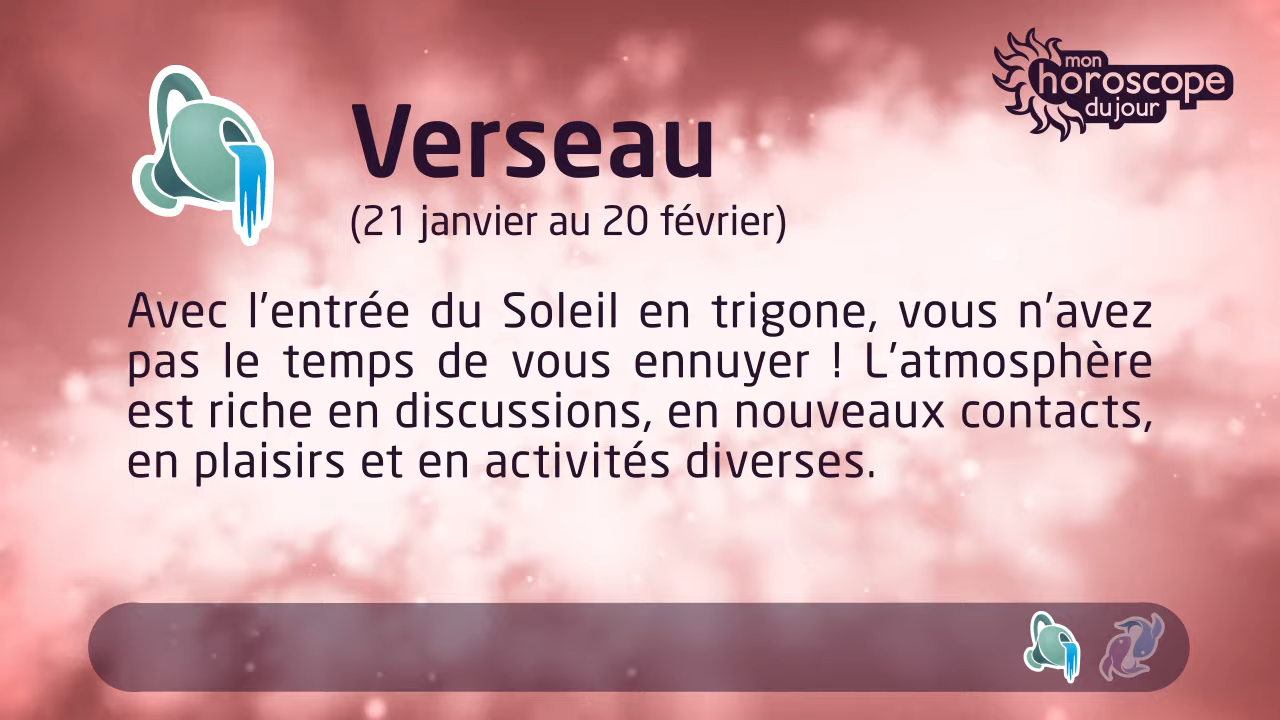 mon
horoscope
du jour
Verseau
(21 janvier au 20 février)
Avec l’entrée du Soleil en trigone, vous n’avez
pas le temps de vous ennuyer ! L’atmosphère
est riche en discussions, en nouveaux contacts,
en plaisirs et en activités diverses.